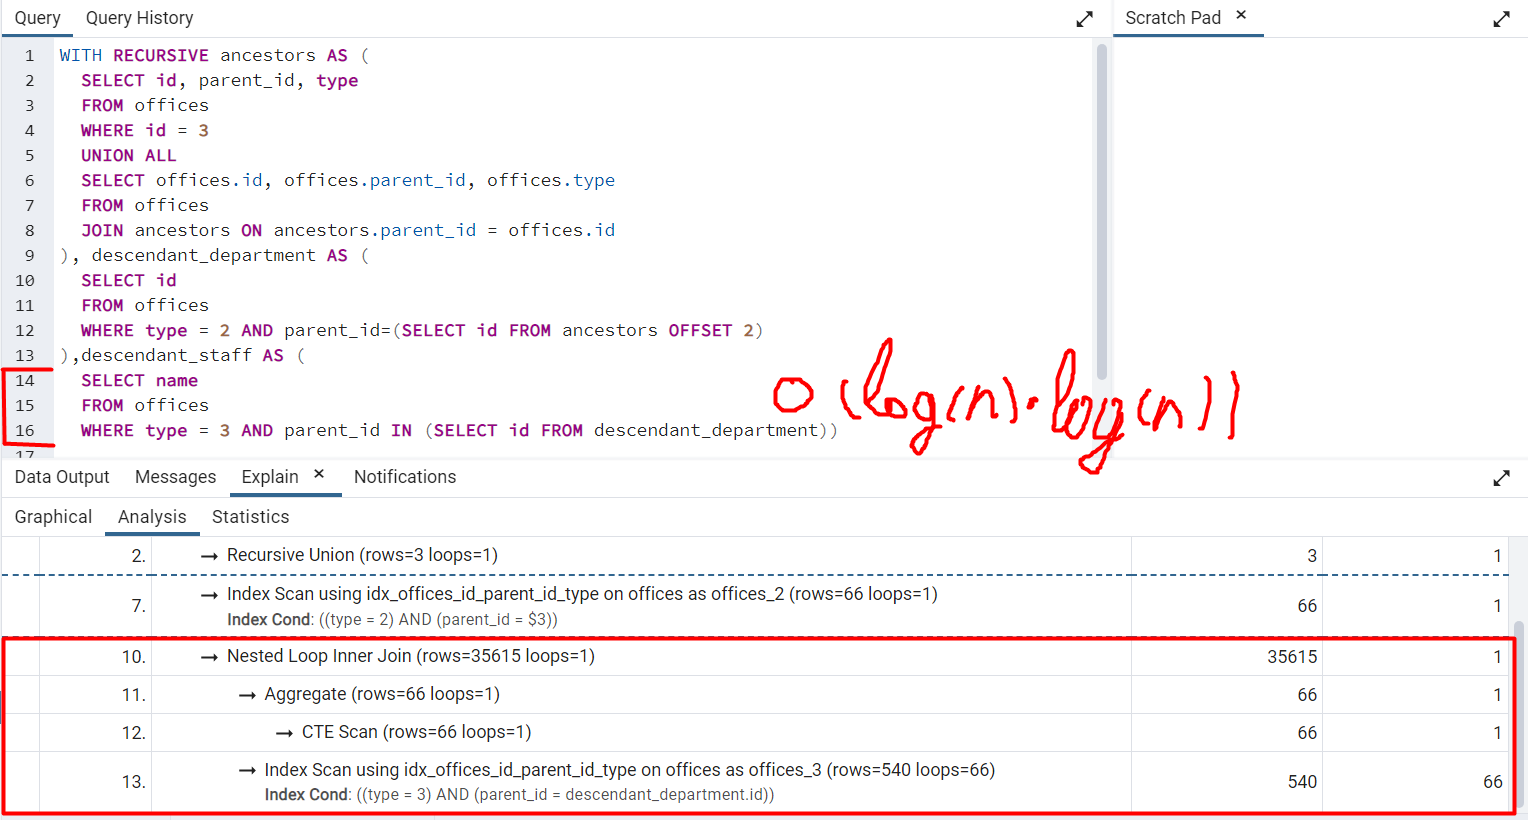 Query Query History Scratch Pad ×
1 WITH RECURSIVE ancestors AS (
2 SELECT id, parent_id, type
3 FROM offices
4 WHERE id = 3
5 UNION ALL
6 SELECT offices.id, offices.parent_id, offices.type
7 FROM offices
8 JOIN ancestors ON ancestors.parent_id = offices.id
9 ), descendant_department AS (
10 SELECT id
11 FROM offices
12 WHERE type = 2 AND parent_id=(SELECT id FROM ancestors OFFSET 2)
13 ),descendant_staff AS (
14 SELECT name
15 FROM offices
O(log(n)·log(n))
16 WHERE type = 3 AND parent_id IN (SELECT id FROM descendant_department))
17
Data Output Messages Explain × Notifications
Graphical Analysis Statistics
2. → Recursive Union (rows=3 loops=1) 3 1
7. → Index Scan using idx_offices_id_parent_id_type on offices as offices_2 (rows=66 loops=1) 66 1
Index Cond: ((type = 2) AND (parent_id = $3))
10. → Nested Loop Inner Join (rows=35615 loops=1) 35615 1
11. → Aggregate (rows=66 loops=1) 66 1
12. → CTE Scan (rows=66 loops=1) 66 1
13. → Index Scan using idx_offices_id_parent_id_type on offices as offices_3 (rows=540 loops=66) 540 66
Index Cond: ((type = 3) AND (parent_id = descendant_department.id))